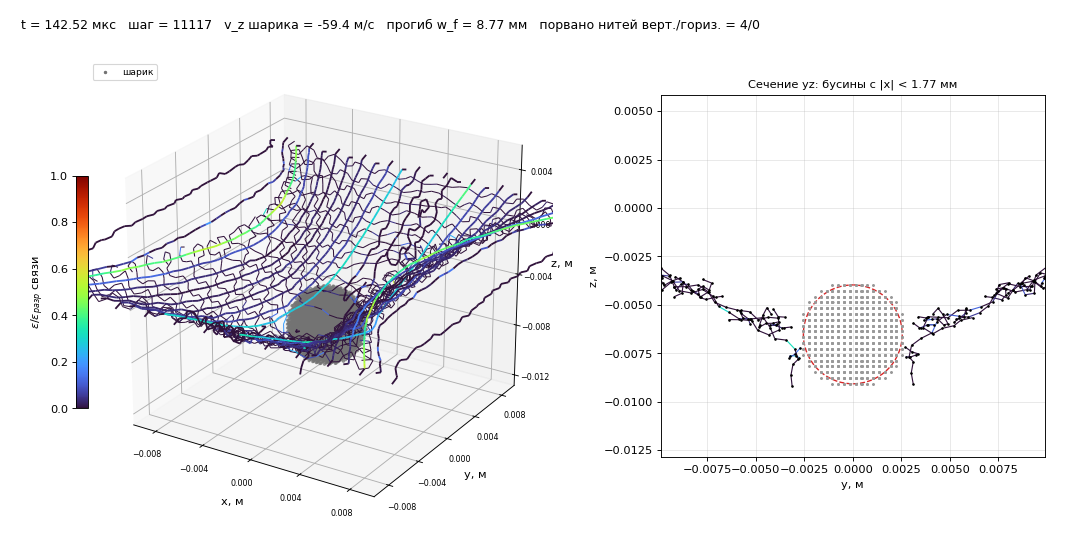 t = 142.52 мкс шаг = 11117 v_z шарика = -59.4 м/с прогиб w_f = 8.77 мм порвано нитей верт./гориз. = 4/0
шарик
Сечение yz: бусины с |x| < 1.77 мм
1.0
0.8
0.6
0.4
0.2
0.0
ε/ε разр связи
0.004
−0.004
−0.008
−0.012
z, м
−0.008
−0.004
0.000
0.004
0.008
x, м
−0.008
−0.004
0.000
0.004
0.008
y, м
0.0050
0.0025
0.0000
−0.0025
−0.0050
−0.0075
−0.0100
−0.0125
z, м
−0.0075 −0.0050 −0.0025 0.0000 0.0025 0.0050 0.0075
y, м